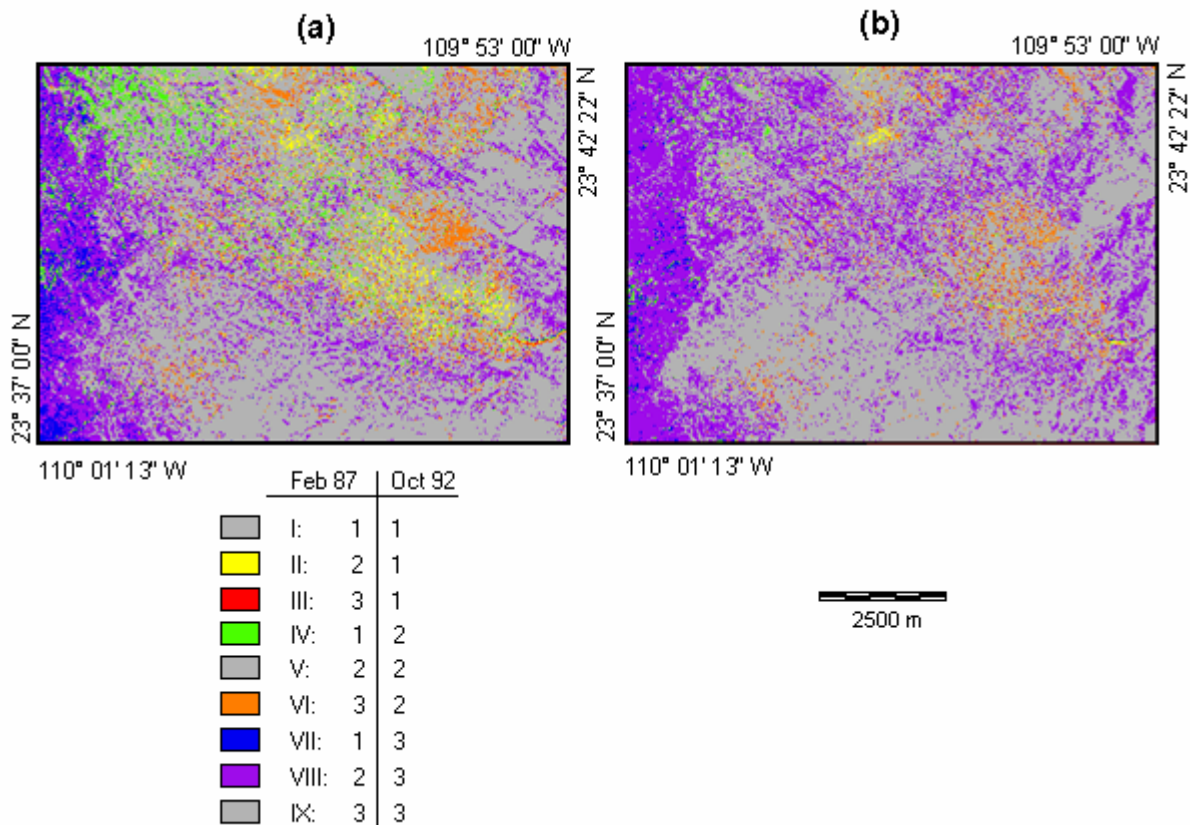 (a)
109° 53' 00" W
23° 42' 22" N
23° 37' 00" N
110° 01' 13" W
(b)
109° 53' 00" W
23° 42' 22" N
23° 37' 00" N
110° 01' 13" W
Feb 87 Oct 92
I: 1 1
II: 2 1
III: 3 1
IV: 1 2
V: 2 2
VI: 3 2
VII: 1 3
VIII: 2 3
IX: 3 3
2500 m